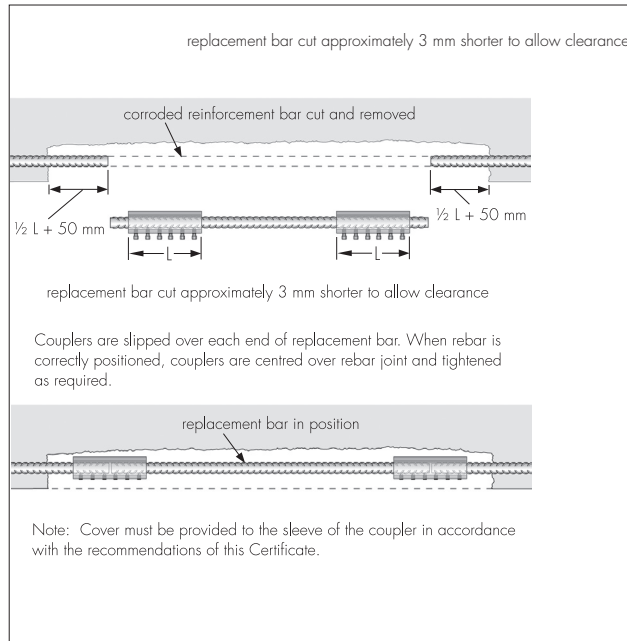 replacement bar cut approximately 3 mm shorter to allow clearance
corroded reinforcement bar cut and removed
½ L + 50 mm
½ L + 50 mm
L
L
replacement bar cut approximately 3 mm shorter to allow clearance
Couplers are slipped over each end of replacement bar. When rebar is
correctly positioned, couplers are centred over rebar joint and tightened
as required.
replacement bar in position
Note: Cover must be provided to the sleeve of the coupler in accordance
with the recommendations of this Certificate.